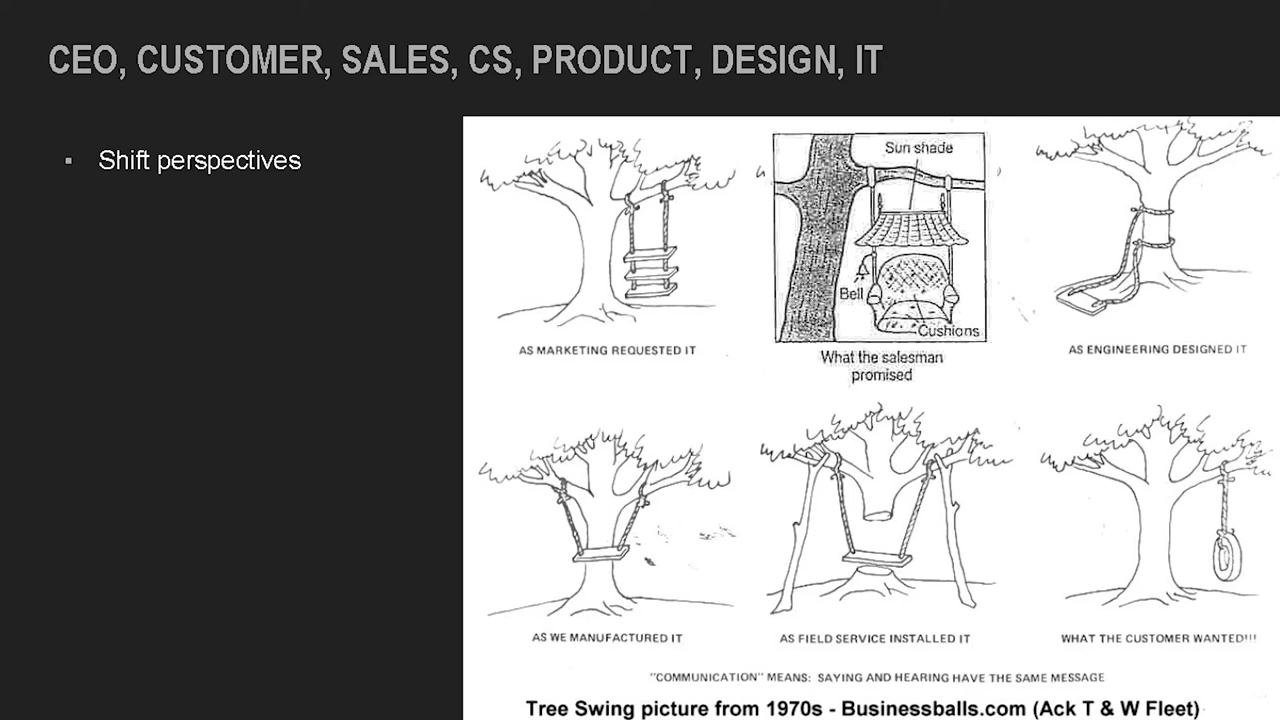 CEO, CUSTOMER, SALES, CS, PRODUCT, DESIGN, IT
Shift perspectives
AS MARKETING REQUESTED IT
Sun shade
Bell
Cushions
What the salesman
promised
AS ENGINEERING DESIGNED IT
AS WE MANUFACTURED IT
AS FIELD SERVICE INSTALLED IT
WHAT THE CUSTOMER WANTED!!!
"COMMUNICATION" MEANS: SAYING AND HEARING HAVE THE SAME MESSAGE
Tree Swing picture from 1970s - Businessballs.com (Ack T & W Fleet)